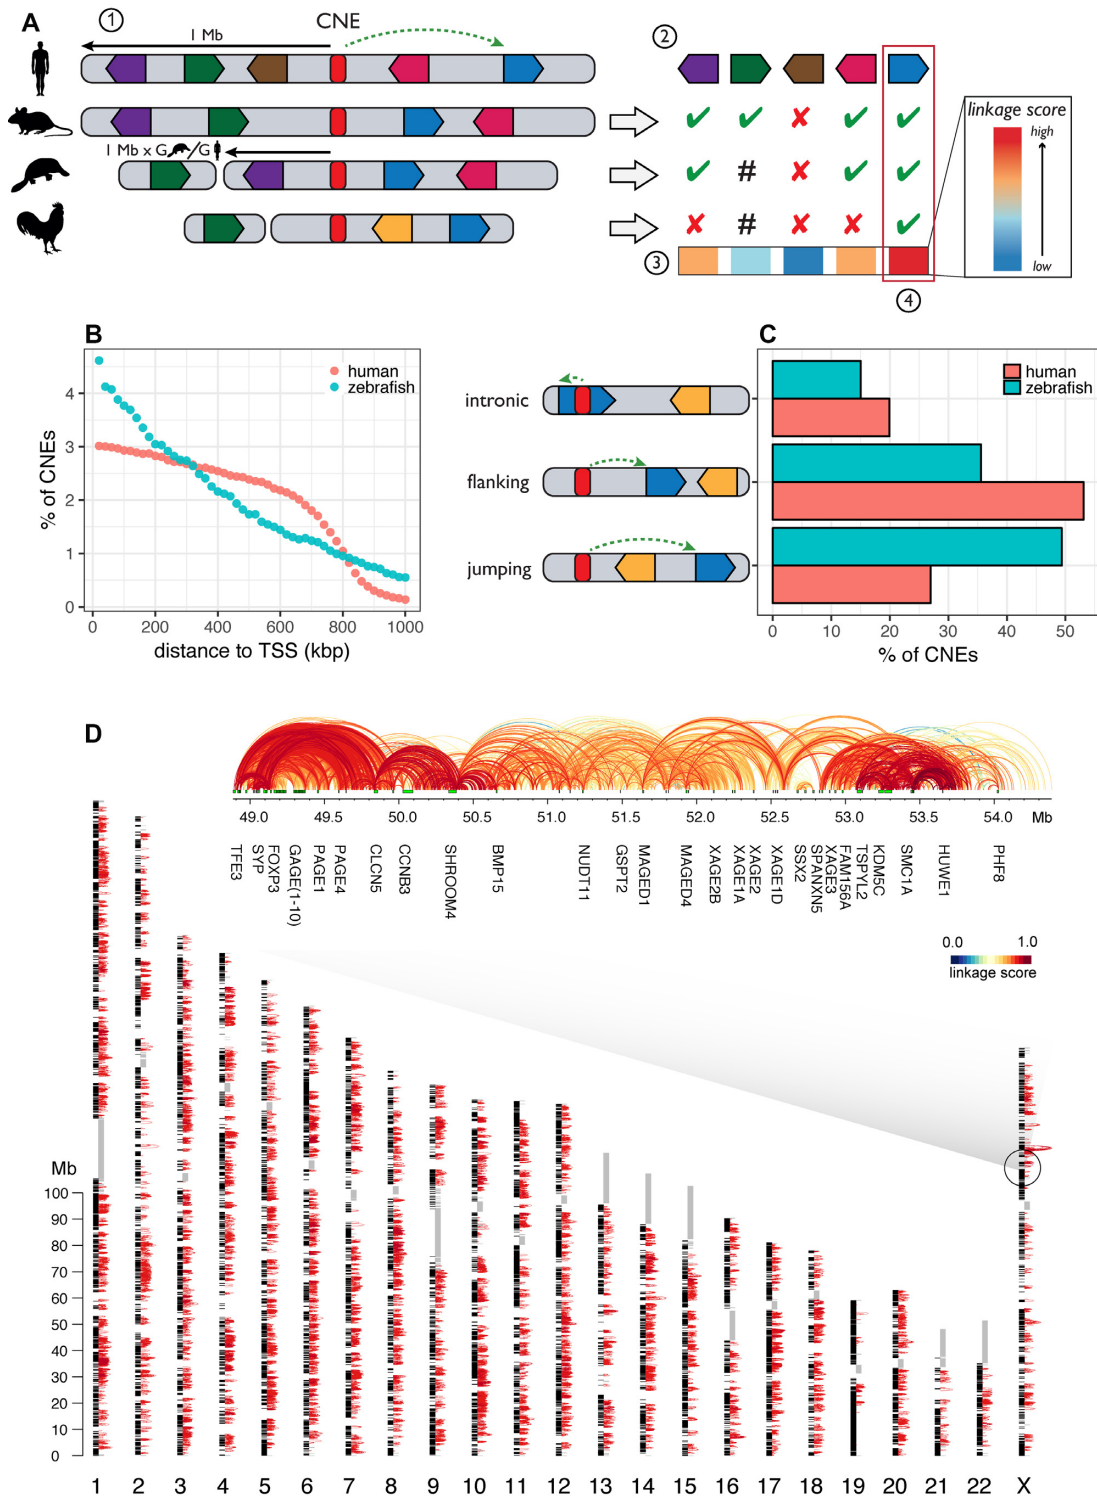 A
1
CNE
1 Mb
2
linkage score
high
low
1 Mb x G /G
#
#
3
4
B
human
zebrafish
% of CNEs
4
3
2
1
0
0 200 400 600 800 1000
distance to TSS (kbp)
intronic
flanking
jumping
C
human
zebrafish
0 10 20 30 40 50
% of CNEs
D
49.0 49.5 50.0 50.5 51.0 51.5 52.0 52.5 53.0 53.5 54.0 Mb
TFE3
SYP
FOXP3
GAGE(1-10)
PAGE1
PAGE4
CLCN5
CCNB3
SHROOM4
BMP15
NUDT11
GSPT2
MAGED1
MAGED4
XAGE2B
XAGE1A
XAGE2
XAGE1D
SSX2
SPANXN5
XAGE3
FAM156A
TSPYL2
KDM5C
SMC1A
HUWE1
PHF8
0.0 1.0
linkage score
Mb
100
90
80
70
60
50
40
30
20
10
0
1 2 3 4 5 6 7 8 9 10 11 12 13 14 15 16 17 18 19 20 21 22 X